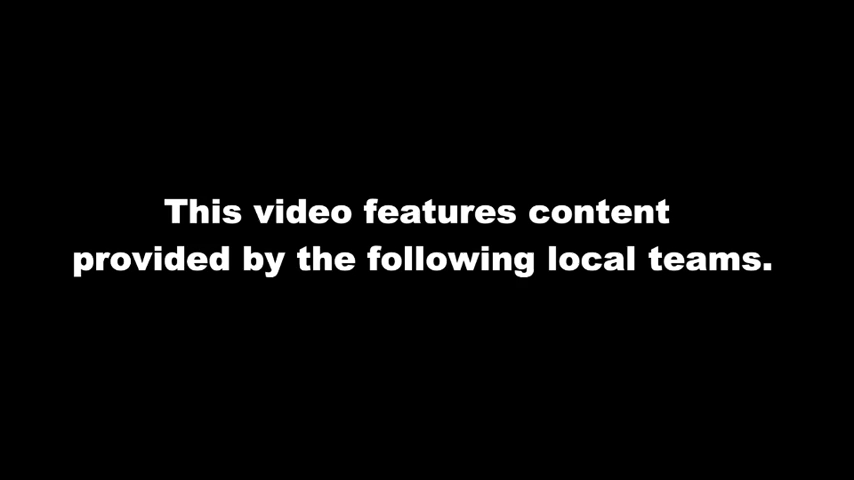 This video features content
provided by the following local teams.